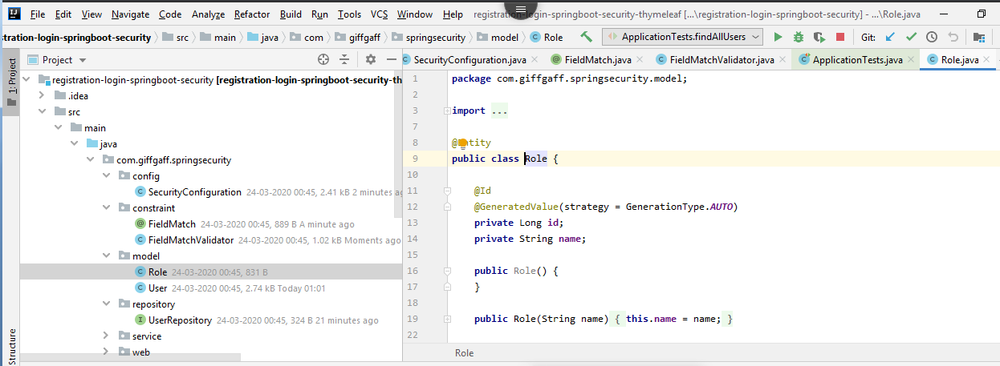 File Edit View Navigate Code Analyze Refactor Build Run Tools VCS Window Help registration-login-springboot-security-thymeleaf [...\registration-login-springboot-security] - ...\Role.java
stration-login-springboot-security src main java com giffgaff springsecurity model Role ApplicationTests.findAllUsers Git:
1: Project
Structure
Project
registration-login-springboot-security [registration-login-springboot-security-th
.idea
src
main
java
com.giffgaff.springsecurity
config
SecurityConfiguration 24-03-2020 00:45, 2.41 kB 2 minutes ag
constraint
FieldMatch 24-03-2020 00:45, 889 B A minute ago
FieldMatchValidator 24-03-2020 00:45, 1.02 kB Moments ago
model
Role 24-03-2020 00:45, 831 B
User 24-03-2020 00:45, 2.74 kB Today 01:01
repository
UserRepository 24-03-2020 00:45, 324 B 21 minutes ago
service
web
SecurityConfiguration.java FieldMatch.java FieldMatchValidator.java ApplicationTests.java Role.java
1 package com.giffgaff.springsecurity.model;
2
3 import ...
7
8 @Entity
9 public class Role {
10
11 @Id
12 @GeneratedValue(strategy = GenerationType.AUTO)
13 private Long id;
14 private String name;
15
16 public Role() {
17 }
18
19 public Role(String name) { this.name = name; }
22
Role